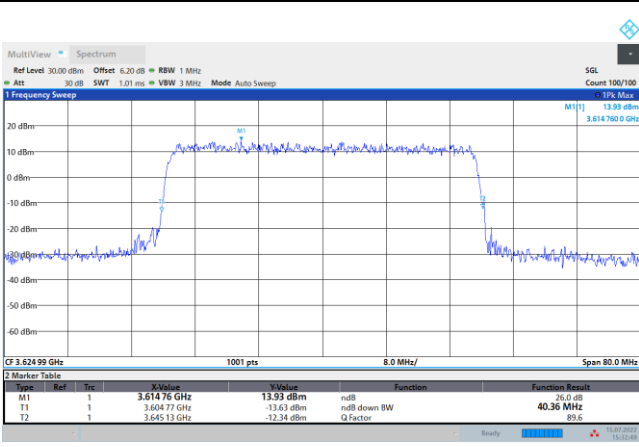 MultiView Spectrum
Ref Level 30.00 dBm Offset 6.20 dB RBW 1 MHz SGL
Att 30 dB SWT 1.01 ms VBW 3 MHz Mode Auto Sweep Count 100/100
1 Frequency Sweep 1Pk Max
M1[1] 13.93 dBm
3.614 760 0 GHz
M1
20 dBm
10 dBm
0 dBm
T1 T2
-10 dBm
-20 dBm
-30 dBm
-40 dBm
-50 dBm
-60 dBm
CF 3.624 99 GHz 1001 pts 8.0 MHz/ Span 80.0 MHz
2 Marker Table
Type Ref Trc X-Value Y-Value Function Function Result
M1 1 3.614 76 GHz 13.93 dBm ndB 26.0 dB
T1 1 3.604 77 GHz -13.63 dBm ndB down BW 40.36 MHz
T2 1 3.645 13 GHz -12.34 dBm Q Factor 89.6
Ready 15.07.2022
15:32:08